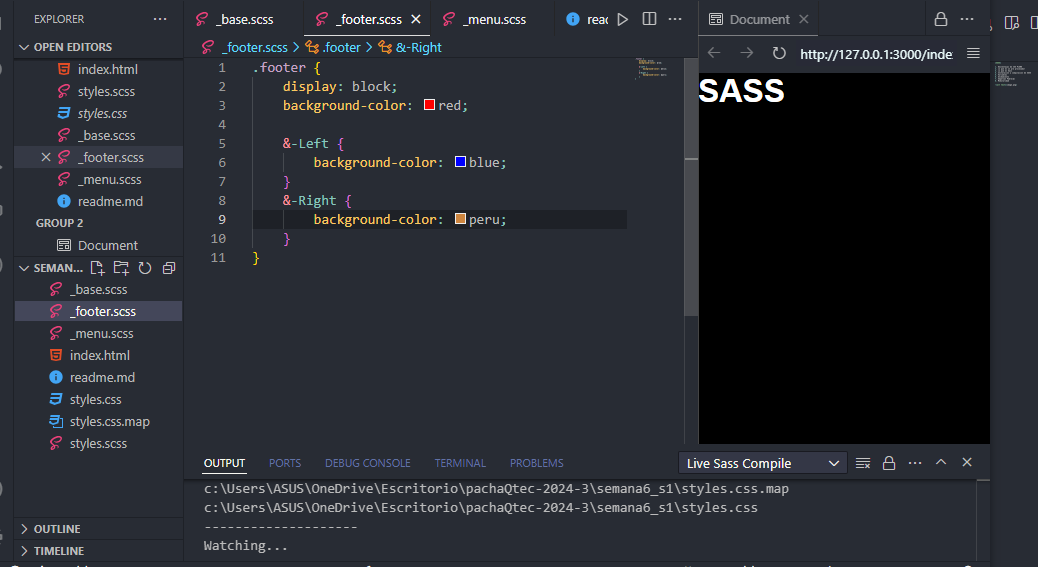 EXPLORER
OPEN EDITORS
index.html
styles.scss
styles.css
_base.scss
_footer.scss
_menu.scss
readme.md
GROUP 2
Document
SEMAN...
_base.scss
_footer.scss
_menu.scss
index.html
readme.md
styles.css
styles.css.map
styles.scss
OUTLINE
TIMELINE
_base.scss
_footer.scss
_menu.scss
_footer.scss > .footer > &-Right
1 .footer {
2 display: block;
3 background-color: red;
4
5 &-Left {
6 background-color: blue;
7 }
8 &-Right {
9 background-color: peru;
10 }
11 }
Document
http://127.0.0.1:3000/inde
SASS
OUTPUT PORTS DEBUG CONSOLE TERMINAL PROBLEMS
Live Sass Compile
c:\Users\ASUS\OneDrive\Escritorio\pachaQtec-2024-3\semana6_s1\styles.css.map
c:\Users\ASUS\OneDrive\Escritorio\pachaQtec-2024-3\semana6_s1\styles.css
--------------------
Watching...